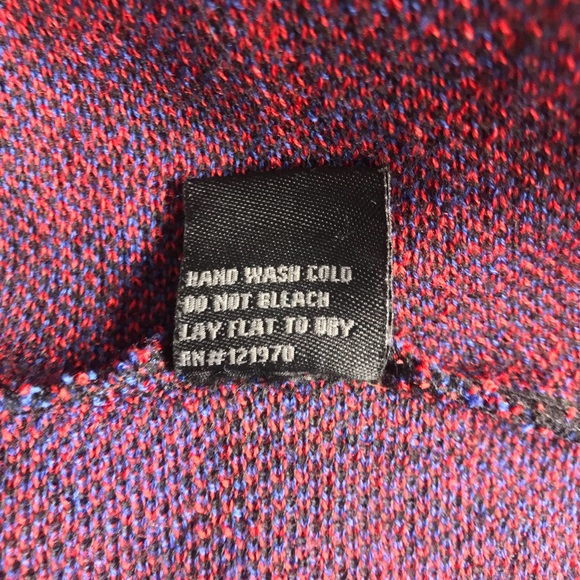 HAND WASH COLD
DO NOT BLEACH
LAY FLAT TO DRY
RN#121970